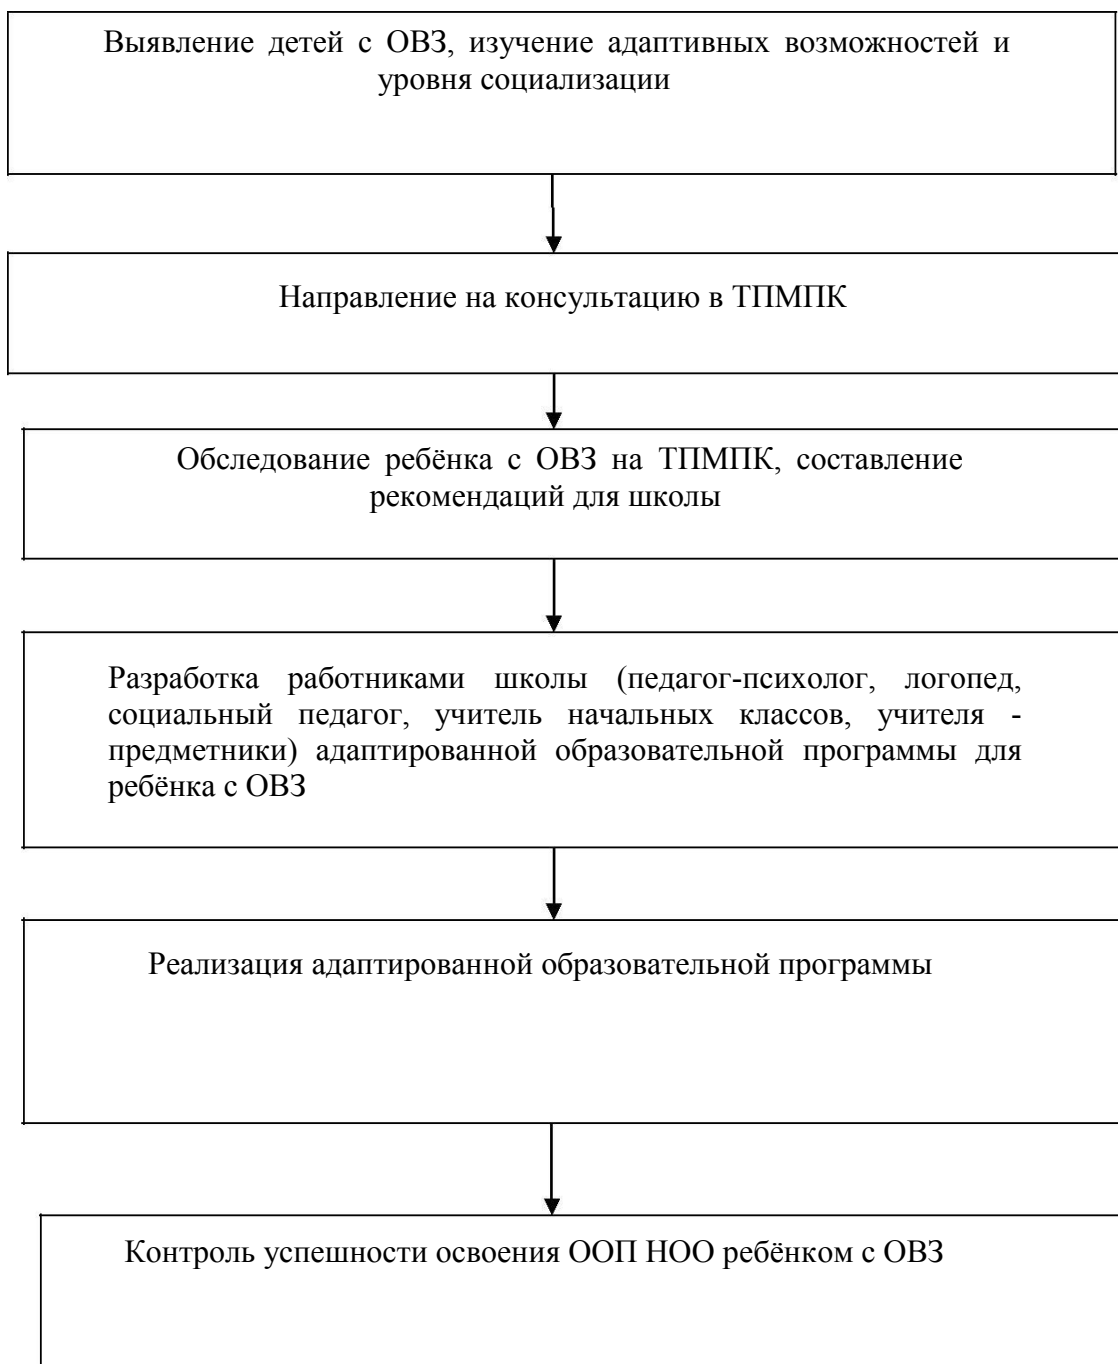 Выявление детей с ОВЗ, изучение адаптивных возможностей и
уровня социализации
Направление на консультацию в ТПМПК
Обследование ребёнка с ОВЗ на ТПМПК, составление
рекомендаций для школы
Разработка работниками школы (педагог-психолог, логопед,
социальный педагог, учитель начальных классов, учителя -
предметники) адаптированной образовательной программы для
ребёнка с ОВЗ
Реализация адаптированной образовательной программы
Контроль успешности освоения ООП НОО ребёнком с ОВЗ